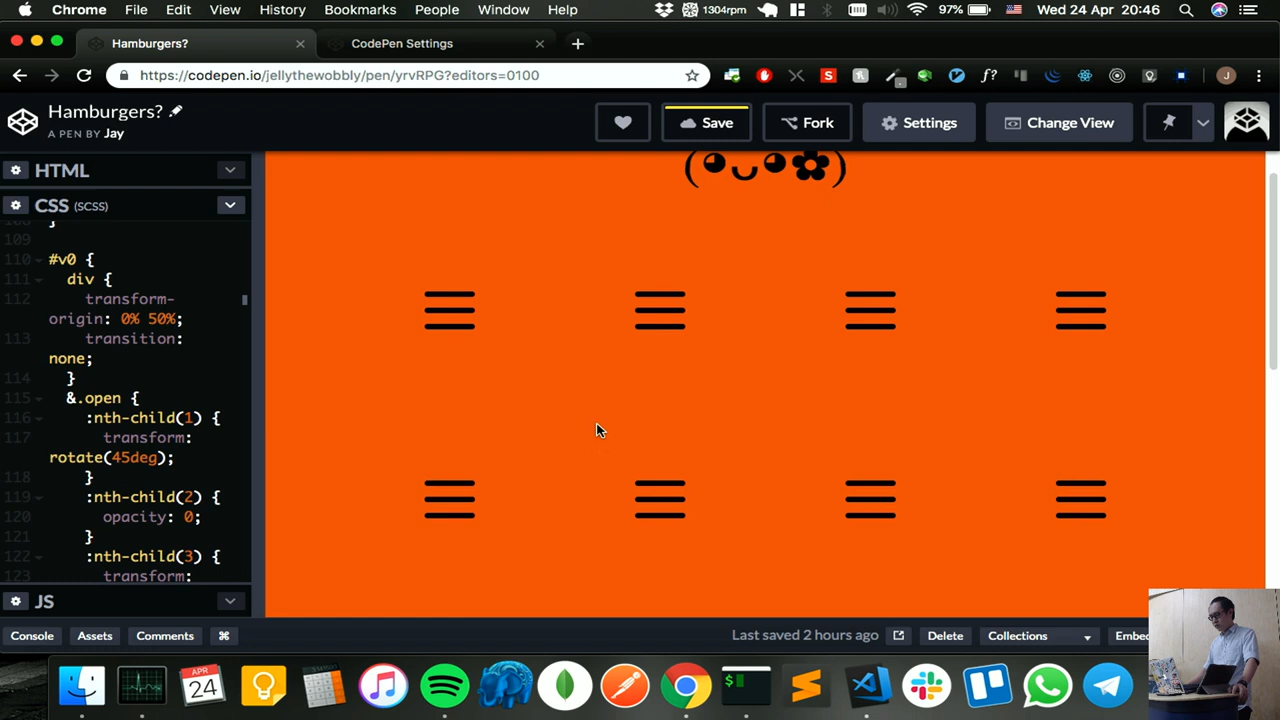 Chrome File Edit View History Bookmarks People Window Help 1304rpm 97% Wed 24 Apr 20:46
Hamburgers? CodePen Settings
https://codepen.io/jellythewobbly/pen/yrvRPG?editors=0100 J
Hamburgers?
A PEN BY Jay
Save Fork Settings Change View
HTML
CSS (SCSS)
(◕‿◕✿)
109
110 #v0 {
111 div {
112 transform-
origin: 0% 50%;
113 transition:
none;
114 }
115 &.open {
116 :nth-child(1) {
117 transform:
rotate(45deg);
118 }
119 :nth-child(2) {
120 opacity: 0;
121 }
122 :nth-child(3) {
123 transform:
JS
Console Assets Comments ⌘ Last saved 2 hours ago Delete Collections Embe
APR
24